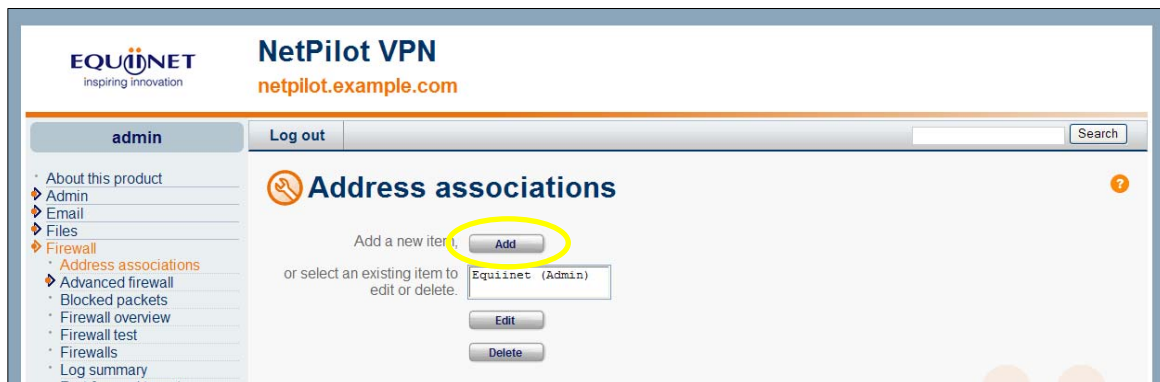 EQUiiNET
inspiring innovation
NetPilot VPN
netpilot.example.com
admin
Log out
Search
About this product
Admin
Email
Files
Firewall
Address associations
Advanced firewall
Blocked packets
Firewall overview
Firewall test
Firewalls
Log summary
Address associations
?
Add a new item,
Add
or select an existing item to
edit or delete.
Equiinet (Admin)
Edit
Delete